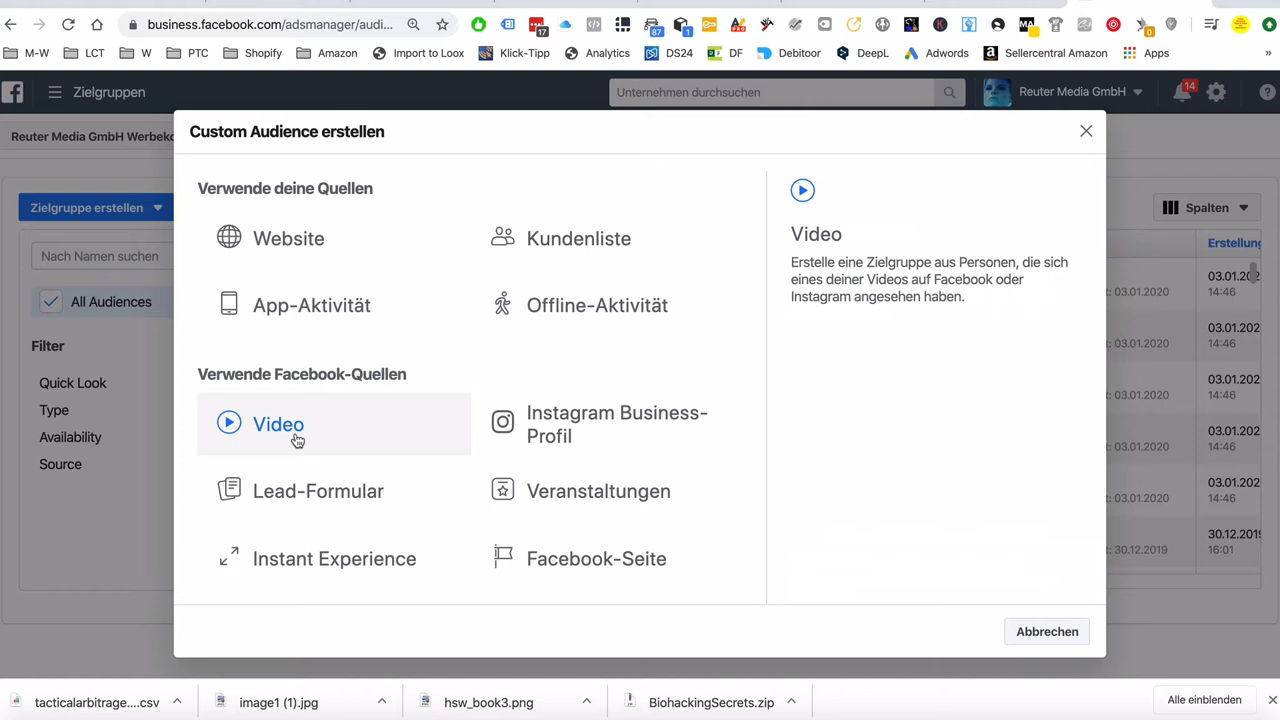 business.facebook.com/adsmanager/audi...
17
87
1
0
M-W
LCT
W
PTC
Shopify
Amazon
Import to Loox
Klick-Tipp
Analytics
DS24
DF
Debitoor
DeepL
Adwords
Sellercentral Amazon
Apps
»
Zielgruppen
Unternehmen durchsuchen
Reuter Media GmbH
14
Reuter Media GmbH Werbeko
Custom Audience erstellen
Zielgruppe erstellen
Spalten
Nach Namen suchen
All Audiences
Filter
Quick Look
Type
Availability
Source
Verwende deine Quellen
Website
Kundenliste
App-Aktivität
Offline-Aktivität
Verwende Facebook-Quellen
Video
Instagram Business-
Profil
Lead-Formular
Veranstaltungen
Instant Experience
Facebook-Seite
Video
Erstelle eine Zielgruppe aus Personen, die sich
eines deiner Videos auf Facebook oder
Instagram angesehen haben.
Abbrechen
Erstellung
03.01.202
t: 03.01.2020
14:46
03.01.202
t: 03.01.2020
14:46
03.01.202
t: 03.01.2020
14:46
03.01.202
t: 03.01.2020
14:46
03.01.202
t: 03.01.2020
14:46
30.12.2019
t: 30.12.2019
16:01
tacticalarbitrage....csv
image1 (1).jpg
hsw_book3.png
BiohackingSecrets.zip
Alle einblenden